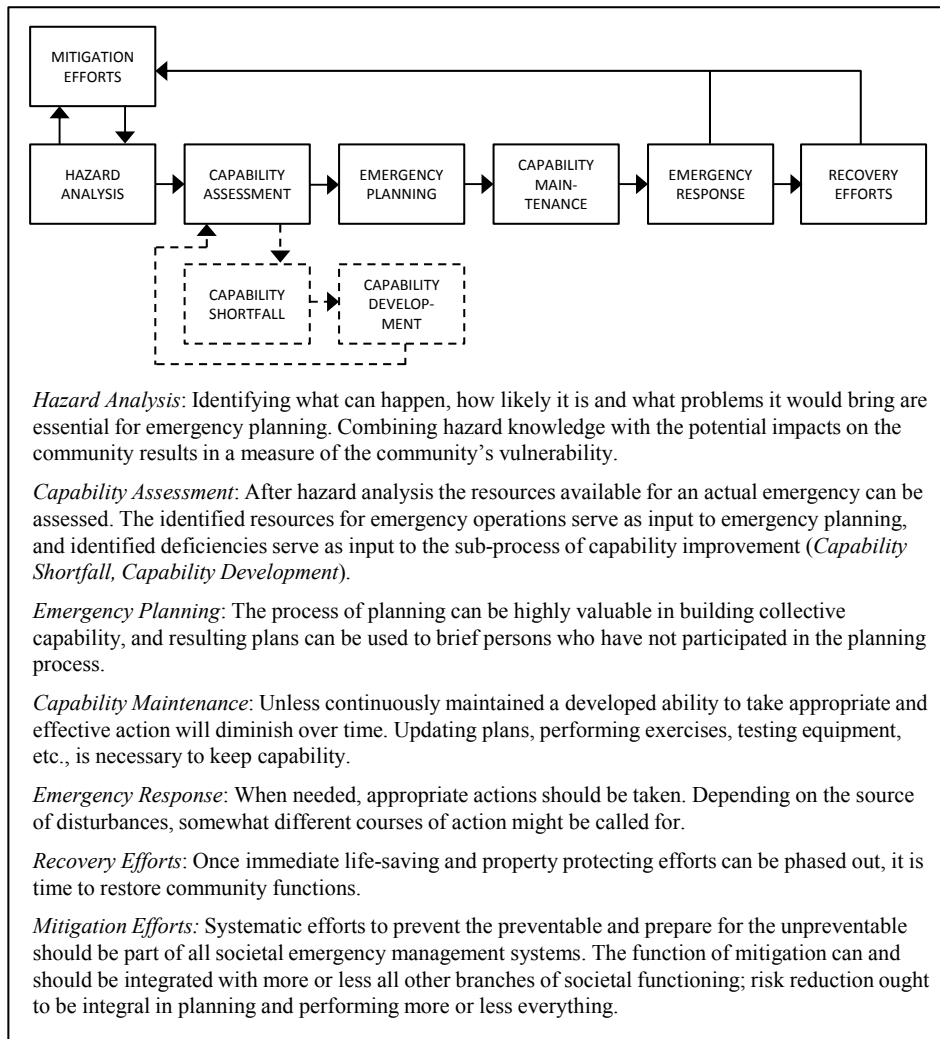 MITIGATION
EFFORTS
HAZARD
ANALYSIS
CAPABILITY
ASSESSMENT
EMERGENCY
PLANNING
CAPABILITY
MAIN-
TENANCE
EMERGENCY
RESPONSE
RECOVERY
EFFORTS
CAPABILITY
SHORTFALL
CAPABILITY
DEVELOP-
MENT
Hazard Analysis: Identifying what can happen, how likely it is and what problems it would bring are
essential for emergency planning. Combining hazard knowledge with the potential impacts on the
community results in a measure of the community’s vulnerability.
Capability Assessment: After hazard analysis the resources available for an actual emergency can be
assessed. The identified resources for emergency operations serve as input to emergency planning,
and identified deficiencies serve as input to the sub-process of capability improvement (Capability
Shortfall, Capability Development).
Emergency Planning: The process of planning can be highly valuable in building collective
capability, and resulting plans can be used to brief persons who have not participated in the planning
process.
Capability Maintenance: Unless continuously maintained a developed ability to take appropriate and
effective action will diminish over time. Updating plans, performing exercises, testing equipment,
etc., is necessary to keep capability.
Emergency Response: When needed, appropriate actions should be taken. Depending on the source
of disturbances, somewhat different courses of action might be called for.
Recovery Efforts: Once immediate life-saving and property protecting efforts can be phased out, it is
time to restore community functions.
Mitigation Efforts: Systematic efforts to prevent the preventable and prepare for the unpreventable
should be part of all societal emergency management systems. The function of mitigation can and
should be integrated with more or less all other branches of societal functioning; risk reduction ought
to be integral in planning and performing more or less everything.